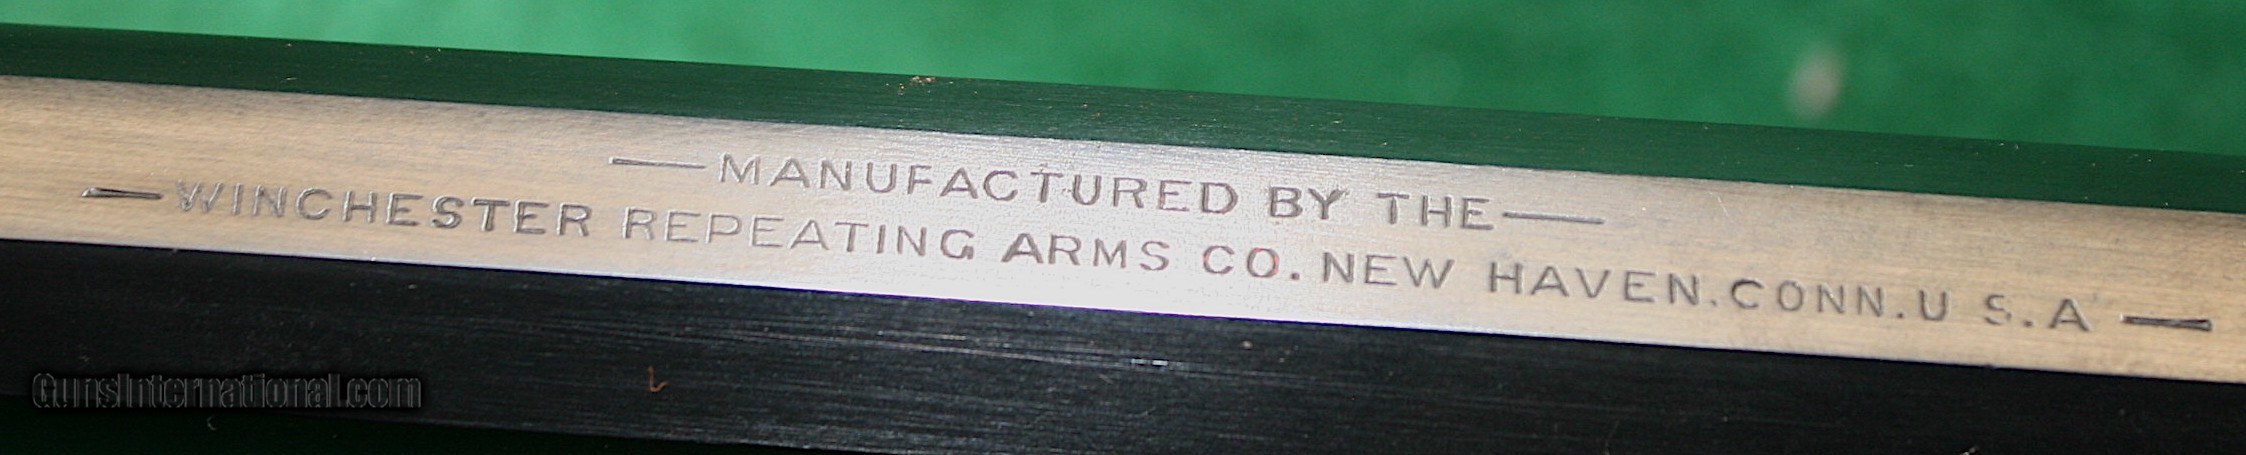 —MANUFACTURED BY THE—
—WINCHESTER REPEATING ARMS CO. NEW HAVEN. CONN. U S. A —
GunsInternational.com